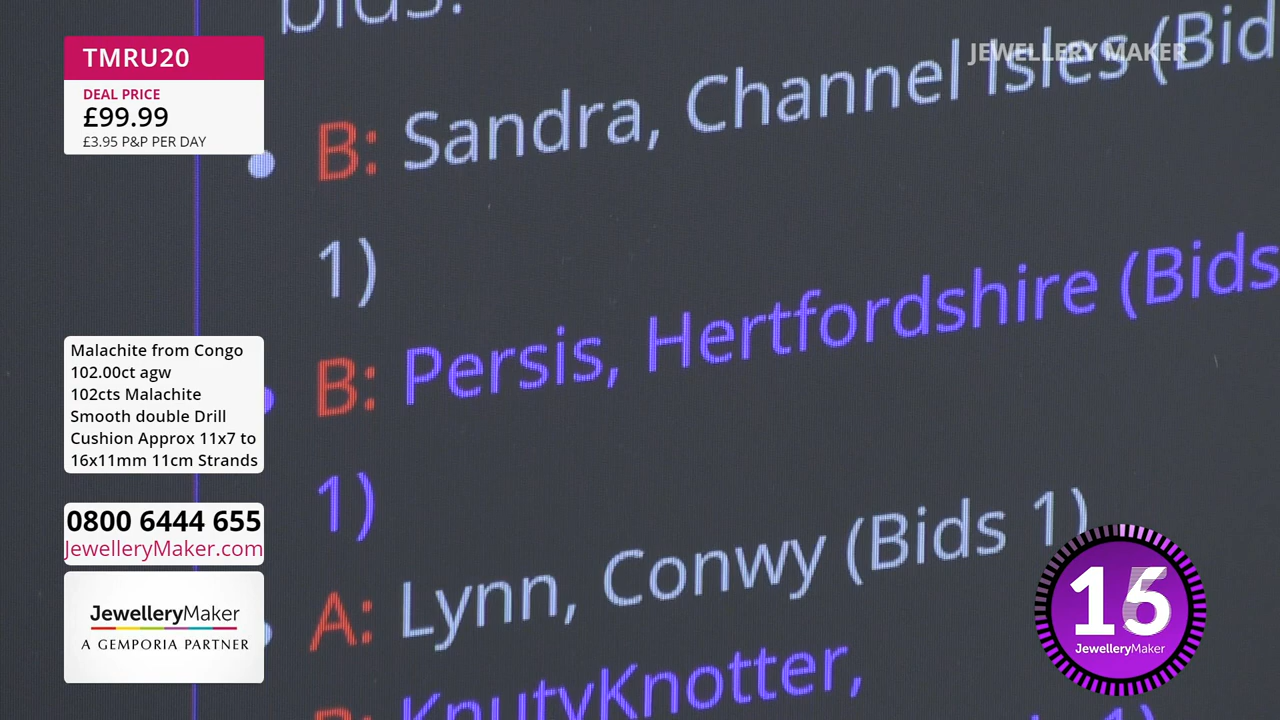 TMRU20
DEAL PRICE
£99.99
£3.95 P&P PER DAY
JEWELLERY MAKER
bids:
B: Sandra, Channel Isles (Bid
1)
B: Persis, Hertfordshire (Bids
1)
A: Lynn, Conwy (Bids 1)
B: KnutyKnotter,
1)
Malachite from Congo
102.00ct agw
102cts Malachite
Smooth double Drill
Cushion Approx 11x7 to
16x11mm 11cm Strands
0800 6444 655
JewelleryMaker.com
JewelleryMaker
A GEMPORIA PARTNER
JewelleryMaker